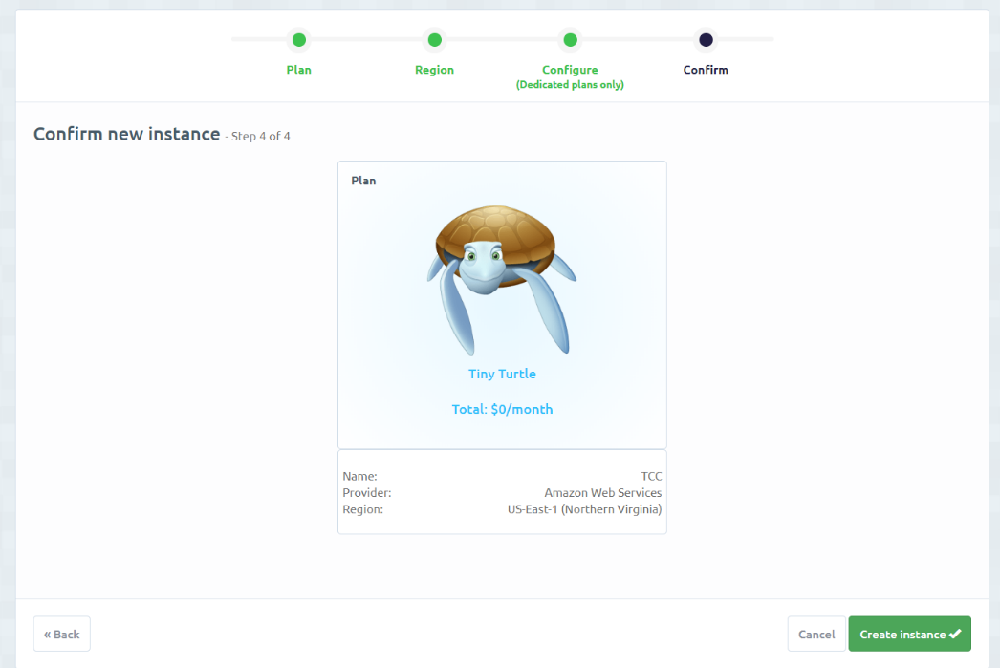 Plan
Region
Configure
(Dedicated plans only)
Confirm
Confirm new instance - Step 4 of 4
Plan
Tiny Turtle
Total: $0/month
Name: TCC
Provider: Amazon Web Services
Region: US-East-1 (Northern Virginia)
« Back
Cancel
Create instance ✔